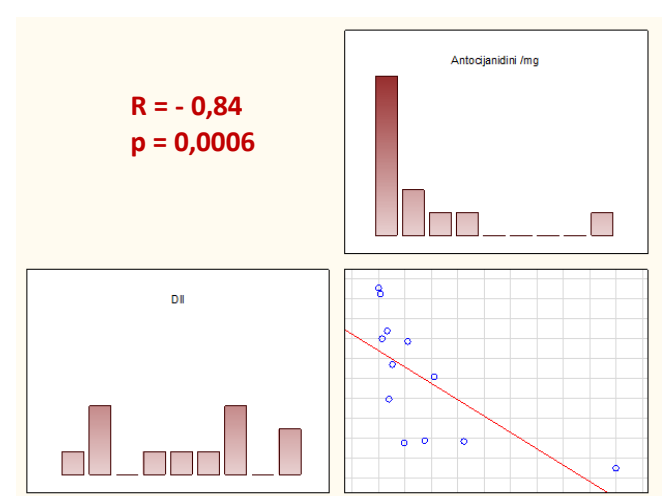 Antocijanidini /mg
R = - 0,84
p = 0,0006
DII